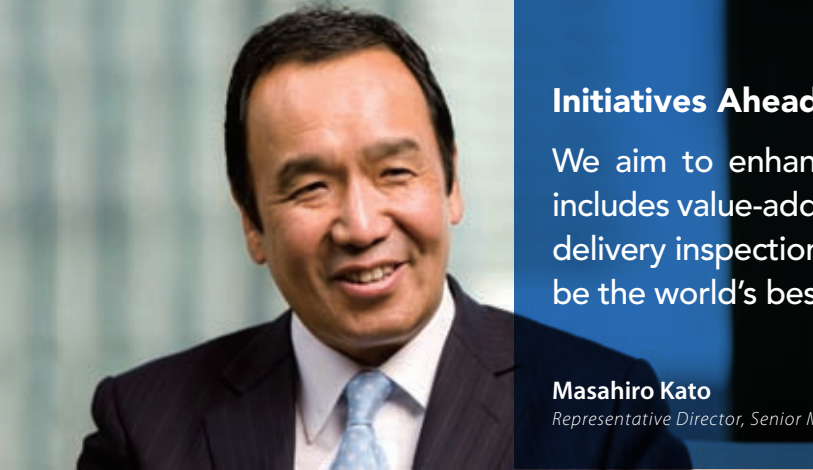 Initiatives Ahead
We aim to enhan
includes value-add
delivery inspection
be the world's bes
Masahiro Kato
Representative Director, Senior M